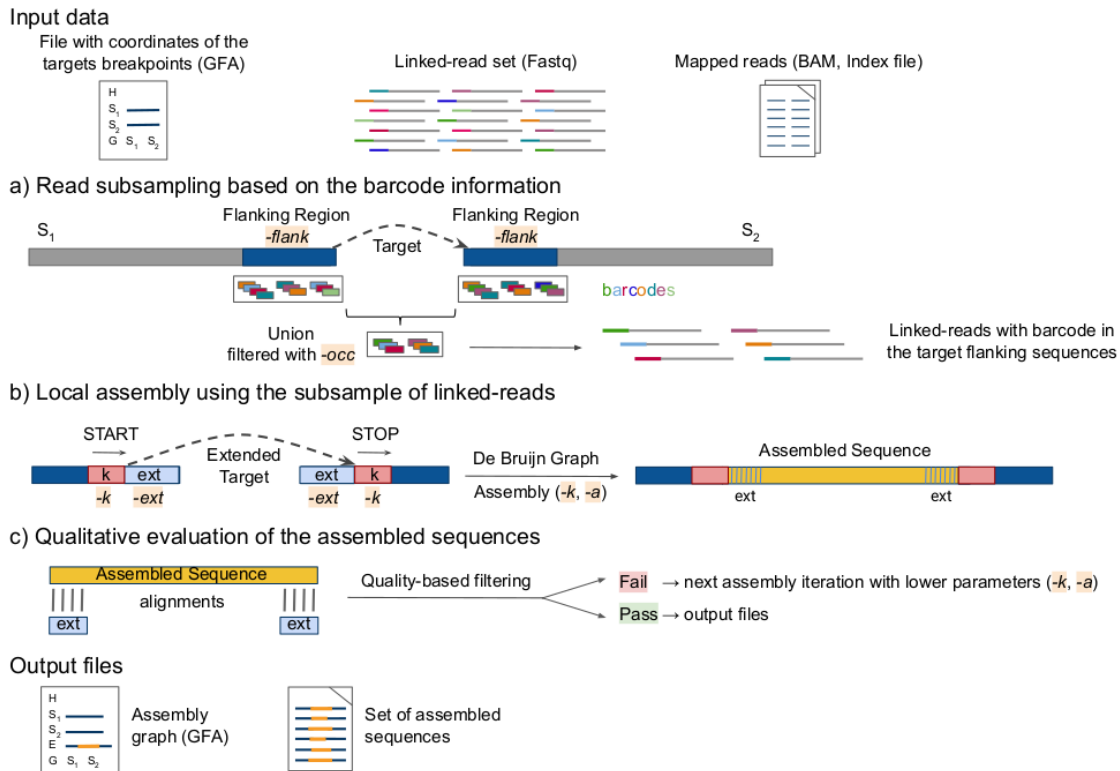 Input data
File with coordinates of the
targets breakpoints (GFA)
Linked-read set (Fastq)
Mapped reads (BAM, Index file)
H
S1
S2
G S1 S2
a) Read subsampling based on the barcode information
S1
Flanking Region
-flank
Target
Flanking Region
-flank
S2
barcodes
Union
filtered with -occ
Linked-reads with barcode in
the target flanking sequences
b) Local assembly using the subsample of linked-reads
START
STOP
k ext
Extended
Target
ext k
-k -ext
-ext -k
De Bruijn Graph
Assembly (-k, -a)
Assembled Sequence
ext
ext
c) Qualitative evaluation of the assembled sequences
Assembled Sequence
alignments
ext
ext
Quality-based filtering
Fail → next assembly iteration with lower parameters (-k, -a)
Pass → output files
Output files
H
S1
S2
E
G S1 S2
Assembly
graph (GFA)
Set of assembled
sequences